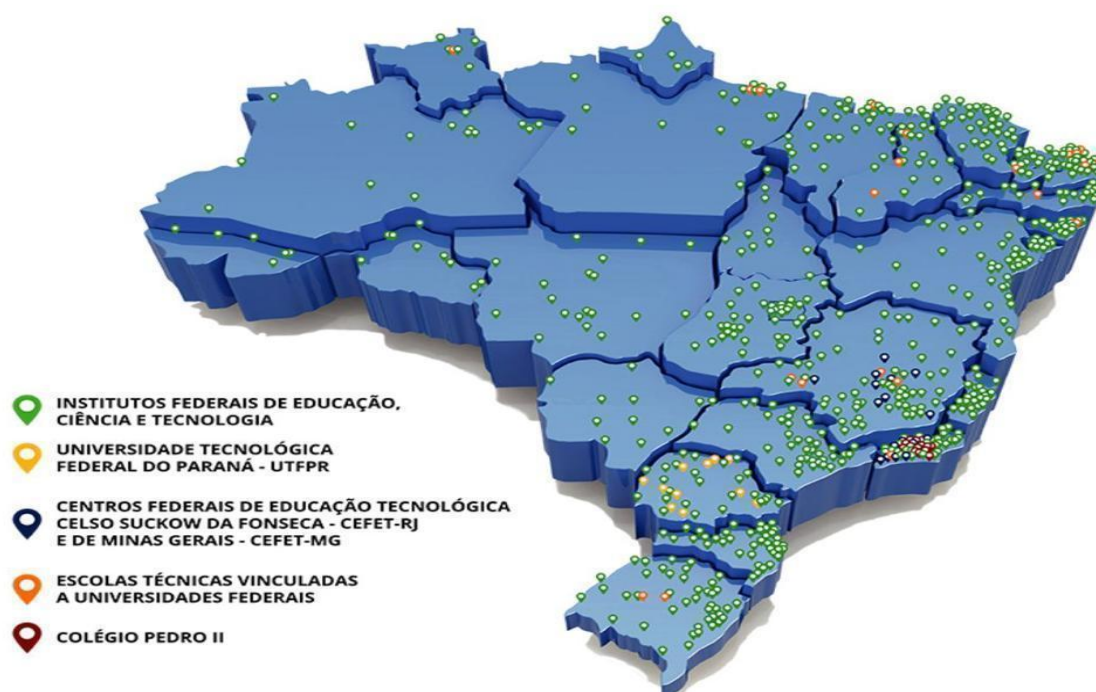 INSTITUTOS FEDERAIS DE EDUCAÇÃO,
CIÊNCIA E TECNOLOGIA
UNIVERSIDADE TECNOLÓGICA
FEDERAL DO PARANÁ - UTFPR
CENTROS FEDERAIS DE EDUCAÇÃO TECNOLÓGICA
CELSO SUCKOW DA FONSECA - CEFET-RJ
E DE MINAS GERAIS - CEFET-MG
ESCOLAS TÉCNICAS VINCULADAS
A UNIVERSIDADES FEDERAIS
COLÉGIO PEDRO II